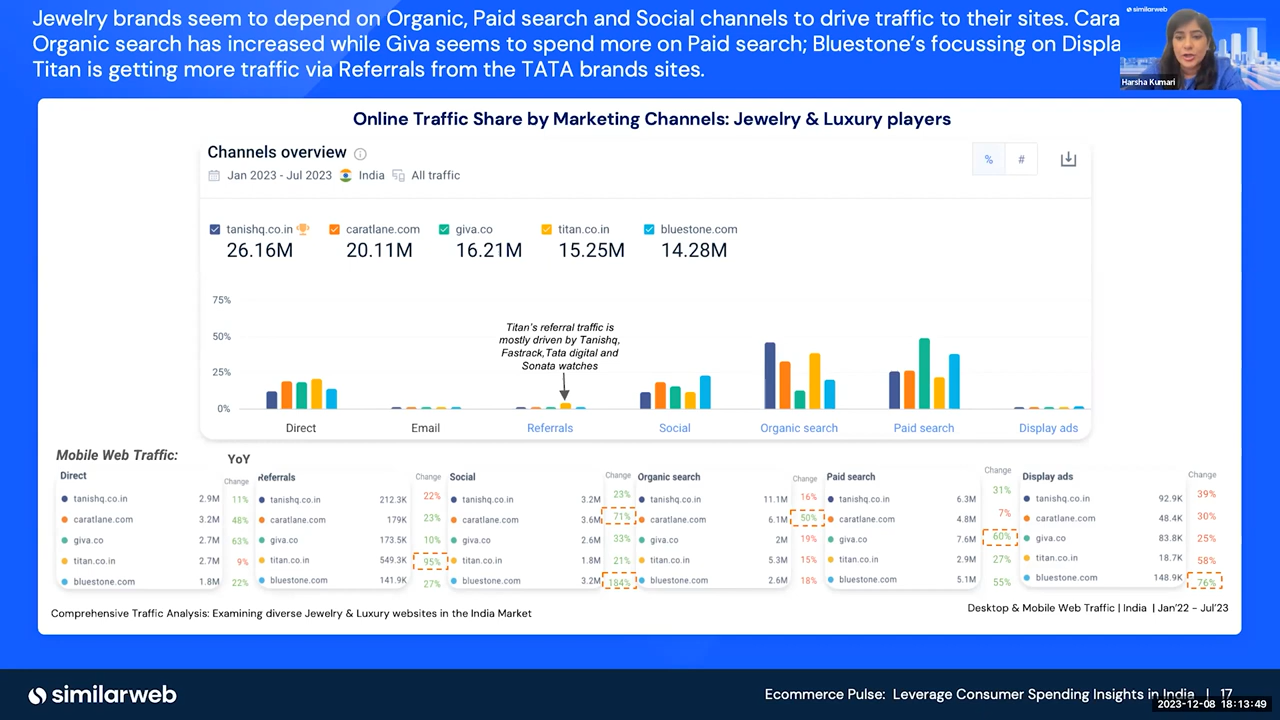 Jewelry brands seem to depend on Organic, Paid search and Social channels to drive traffic to their sites. Cara
Organic search has increased while Giva seems to spend more on Paid search; Bluestone's focussing on Displa
Titan is getting more traffic via Referrals from the TATA brands sites.
similarweb
Harsha Kumari
Online Traffic Share by Marketing Channels: Jewelry & Luxury players
Channels overview
Jan 2023 - Jul 2023 India All traffic
% #
tanishq.co.in caratlane.com giva.co titan.co.in bluestone.com
26.16M 20.11M 16.21M 15.25M 14.28M
75%
50%
25%
0%
Titan's referral traffic is
mostly driven by Tanishq,
Fastrack,Tata digital and
Sonata watches
Direct Email Referrals Social Organic search Paid search Display ads
Mobile Web Traffic: YoY
Direct Change
tanishq.co.in 2.9M 11%
caratlane.com 3.2M 48%
giva.co 2.7M 63%
titan.co.in 2.7M 9%
bluestone.com 1.8M 22%
Referrals Change
tanishq.co.in 212.3K 22%
caratlane.com 179K 23%
giva.co 173.5K 10%
titan.co.in 549.3K 95%
bluestone.com 141.9K 27%
Social Change
tanishq.co.in 3.2M 23%
caratlane.com 3.6M 71%
giva.co 2.6M 33%
titan.co.in 1.8M 21%
bluestone.com 3.2M 184%
Organic search Change
tanishq.co.in 11.1M 16%
caratlane.com 6.1M 50%
giva.co 2M 19%
titan.co.in 5.3M 15%
bluestone.com 2.6M 18%
Paid search Change
tanishq.co.in 6.3M 31%
caratlane.com 4.8M 7%
giva.co 7.6M 60%
titan.co.in 2.9M 27%
bluestone.com 5.1M 55%
Display ads Change
tanishq.co.in 92.9K 39%
caratlane.com 48.4K 30%
giva.co 83.8K 25%
titan.co.in 18.7K 58%
bluestone.com 148.9K 76%
Comprehensive Traffic Analysis: Examining diverse Jewelry & Luxury websites in the India Market
Desktop & Mobile Web Traffic | India | Jan'22 - Jul'23
similarweb
Ecommerce Pulse: Leverage Consumer Spending Insights in India | 17
2023-12-08 18:13:49